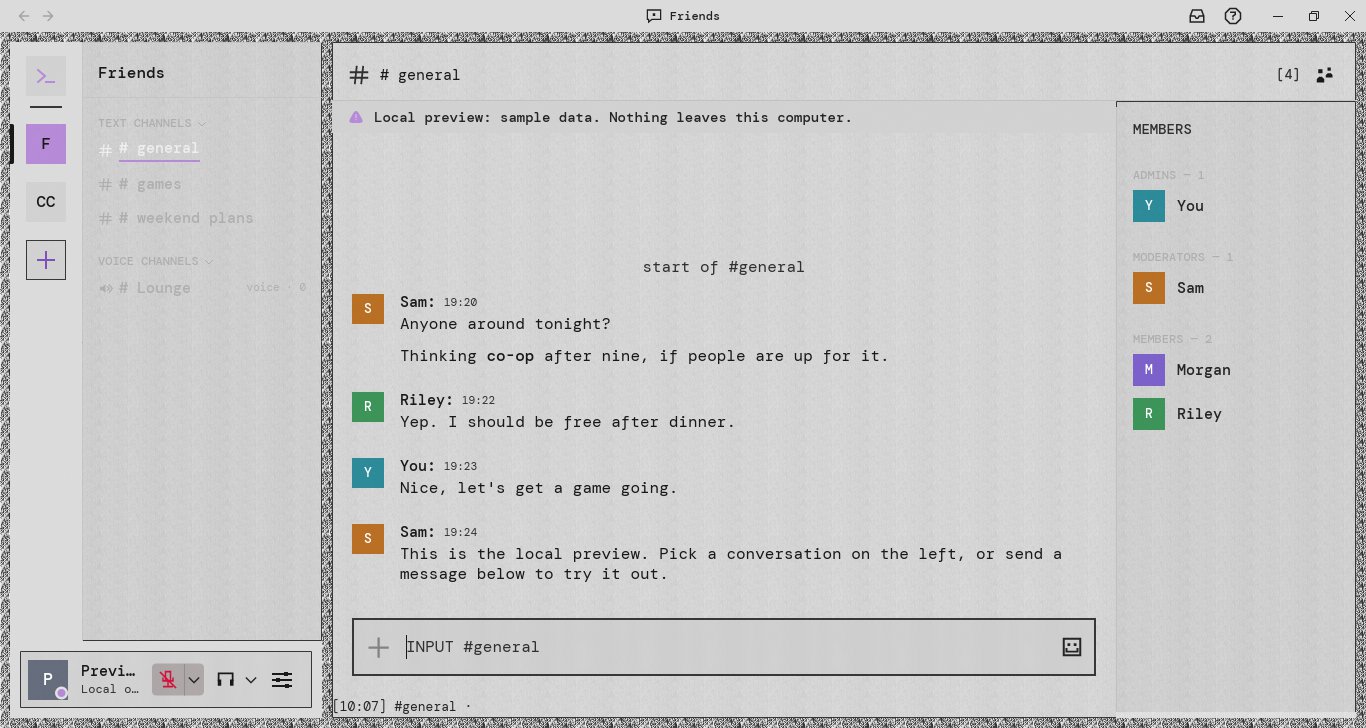 Friends
Friends
TEXT CHANNELS
# general
# games
# weekend plans
VOICE CHANNELS
# Lounge
voice · 0
F
CC
P
Previ…
Local o…
# general
[4]
Local preview: sample data. Nothing leaves this computer.
start of #general
S
Sam: 19:20
Anyone around tonight?
Thinking co-op after nine, if people are up for it.
R
Riley: 19:22
Yep. I should be free after dinner.
Y
You: 19:23
Nice, let's get a game going.
S
Sam: 19:24
This is the local preview. Pick a conversation on the left, or send a
message below to try it out.
INPUT #general
[10:07] #general ·
MEMBERS
ADMINS — 1
Y
You
MODERATORS — 1
S
Sam
MEMBERS — 2
M
Morgan
R
Riley